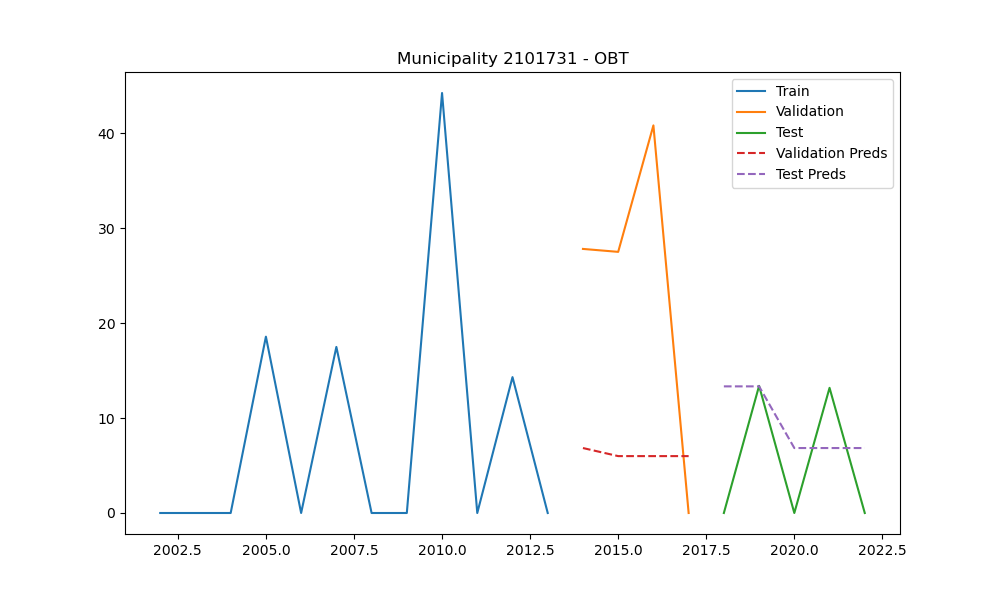 Municipality 2101731 - OBT
Train
Validation
Test
Validation Preds
Test Preds
40
30
20
10
0
2002.5 2005.0 2007.5 2010.0 2012.5 2015.0 2017.5 2020.0 2022.5